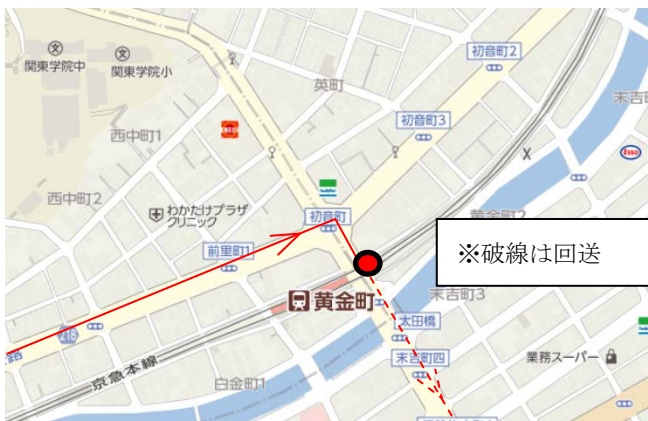 関東学院中
関東学院小
初音町2
英町
末吉
西中町1
初音町3
ENEOS
Esso
西中町2
わかたけプラザ
クリニック
初音町
黄金町2
前里町1
※破線は回送
黄金町
末吉町3
218
太田橋
路
京急本線
末吉町四
業務スーパー
白金町1